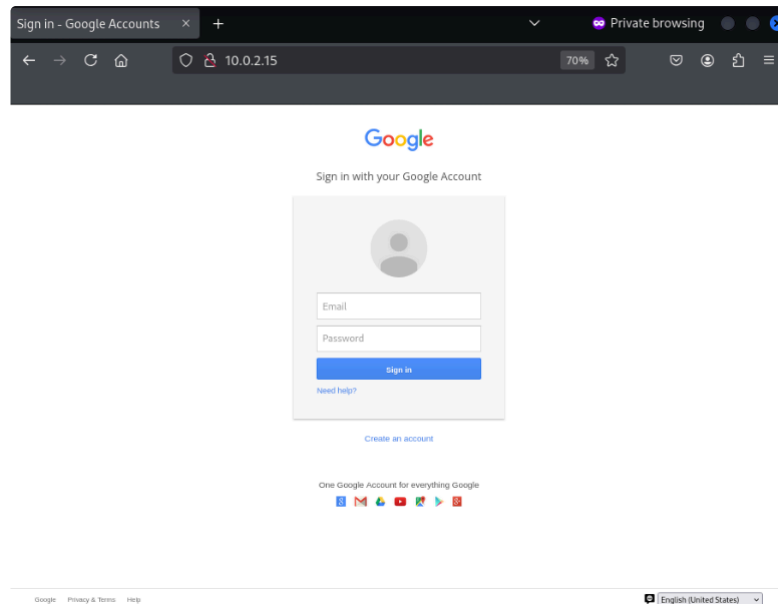 Sign in - Google Accounts
Private browsing
10.0.2.15
70%
Google
Sign in with your Google Account
Email
Password
Sign in
Need help?
Create an account
One Google Account for everything Google
Google Privacy & Terms Help
English (United States)